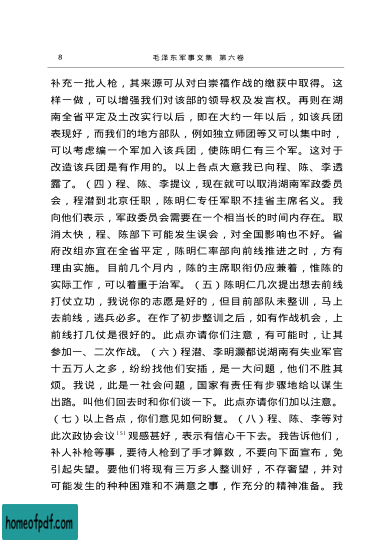 8 毛泽东军事文集 第六卷
补充一批人枪，其来源可从对白崇禧作战的缴获中取得。这
样一做，可以增强我们对该部的领导权及发言权。再则在湖
南全省平定及土改实行以后，即在大约一年以后，如该兵团
表现好，而我们的地方部队，例如独立师团等又可以集中时，
可以考虑编一个军加入该兵团，使陈明仁有三个军。这对于
改造该兵团是有作用的。以上各点大意我已向程、陈、李透
露了。（四）程、陈、李提议，现在就可以取消湖南军政委员
会，程潜到北京任职，陈明仁专任军职不挂省主席名义。我
向他们表示，军政委员会需要在一个相当长的时间内存在。取
消太快，程、陈部下可能发生误会，对全国影响也不好。省
府改组亦宜在全省平定，陈明仁率部向前线推进之时，方有
理由实施。目前几个月内，陈的主席职衔仍应兼着，惟陈的
实际工作，可以着重于治军。（五）陈明仁几次提出想去前线
打仗立功，我说你的志愿是好的，但目前部队未整训，马上
去前线，逃兵必多。在作了初步整训之后，如有作战机会，上
前线打几仗是很好的。此点亦请你们注意，有可能时，让其
参加一、二次作战。（六）程潜、李明灏都说湖南有失业军官
十五万人之多，纷纷找他们安插，是一大问题，他们不胜其
烦。我说，此是一社会问题，国家有责任有步骤地给以谋生
出路。叫他们回去时和你们谈一下。此点亦请你们加以注意。
（七）以上各点，你们意见如何盼复。（八）程、陈、李等对
此次政协会议〔5〕观感甚好，表示有信心干下去。我告诉他们，
补人补枪等事，要待人枪到了手才算数，不要向下面宣布，免
引起失望。要他们将现有三万多人整训好，不存奢望，并对
可能发生的种种困难和不满意之事，作充分的精神准备。我
homeofpdf.com